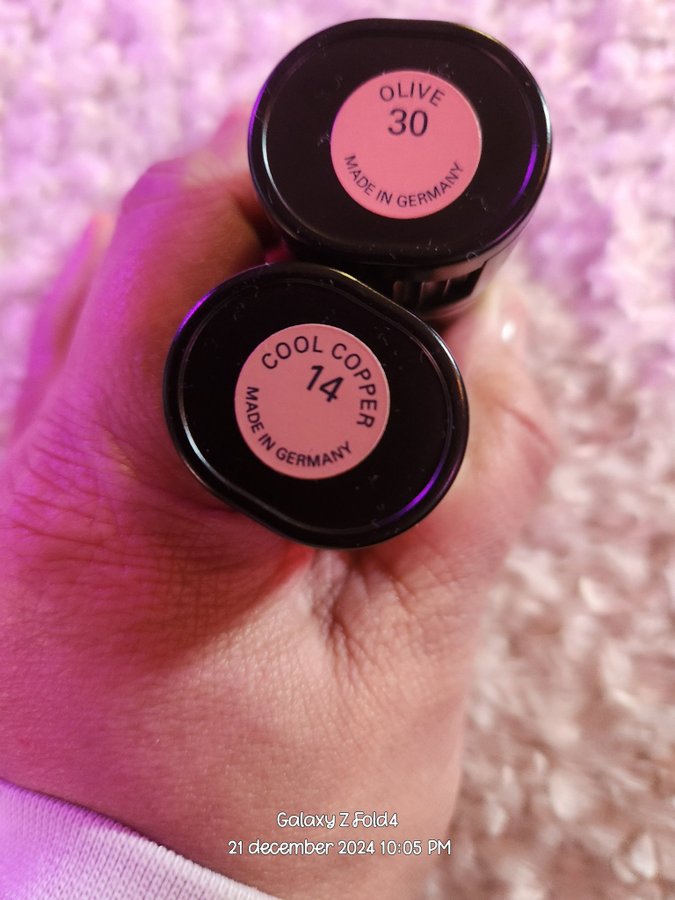 OLIVE
30
MADE IN GERMANY
COOL COPPER
14
MADE IN GERMANY
Galaxy Z Fold4
21 december 2024 10:05 PM